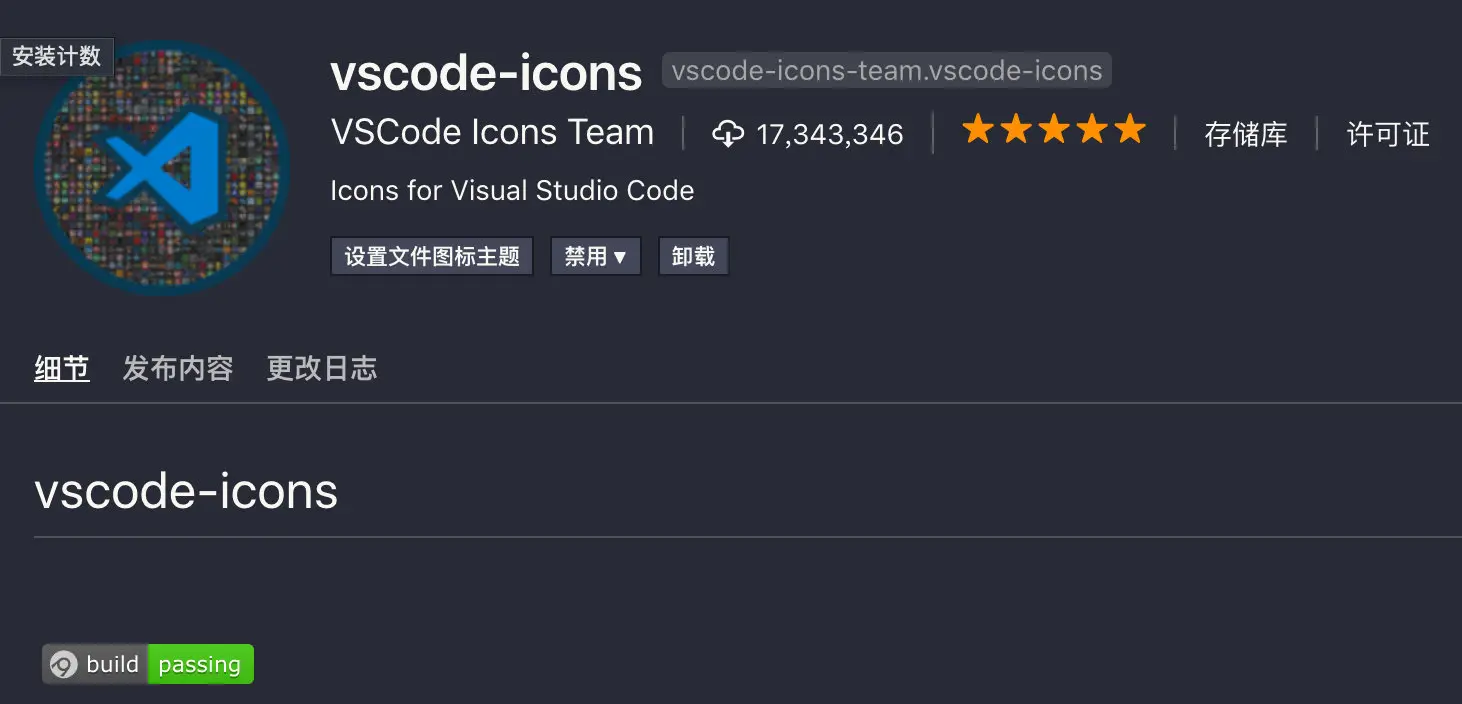 安装计数
vscode-icons vscode-icons-team.vscode-icons
VSCode Icons Team 17,343,346 存储库 许可证
Icons for Visual Studio Code
设置文件图标主题 禁用 卸载
细节 发布内容 更改日志
vscode-icons
build passing